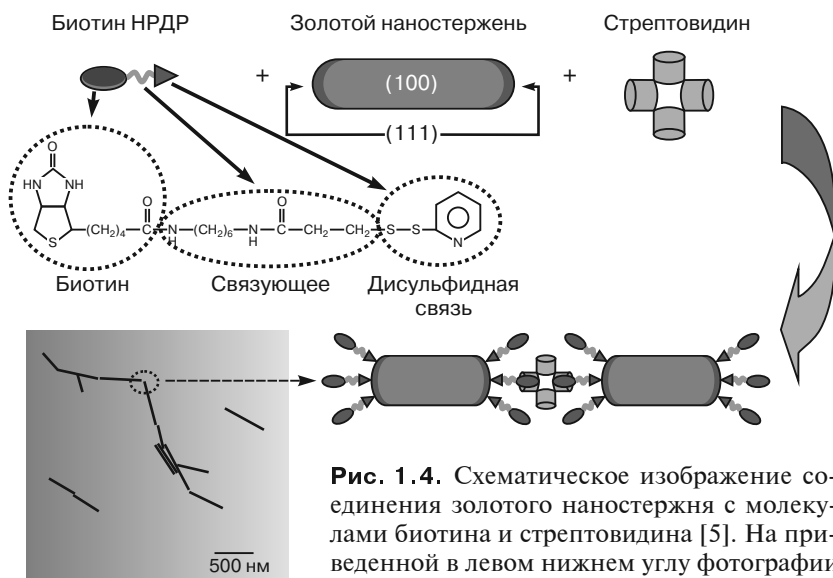 Биотин НРДР
Золотой наностержень
Стрептовидин
+
+
(100)
(111)
O
HN
NH
S
(CH₂)₄
O
C
N
H
(CH₂)₆
N
H
O
C
CH₂
CH₂
S
S
N
Биотин
Связующее
Дисульфидная
связь
500 нм
Рис. 1.4. Схематическое изображение со-
единения золотого наностержня с молеку-
лами биотина и стрептовидина [5]. На при-
веденной в левом нижнем углу фотографии